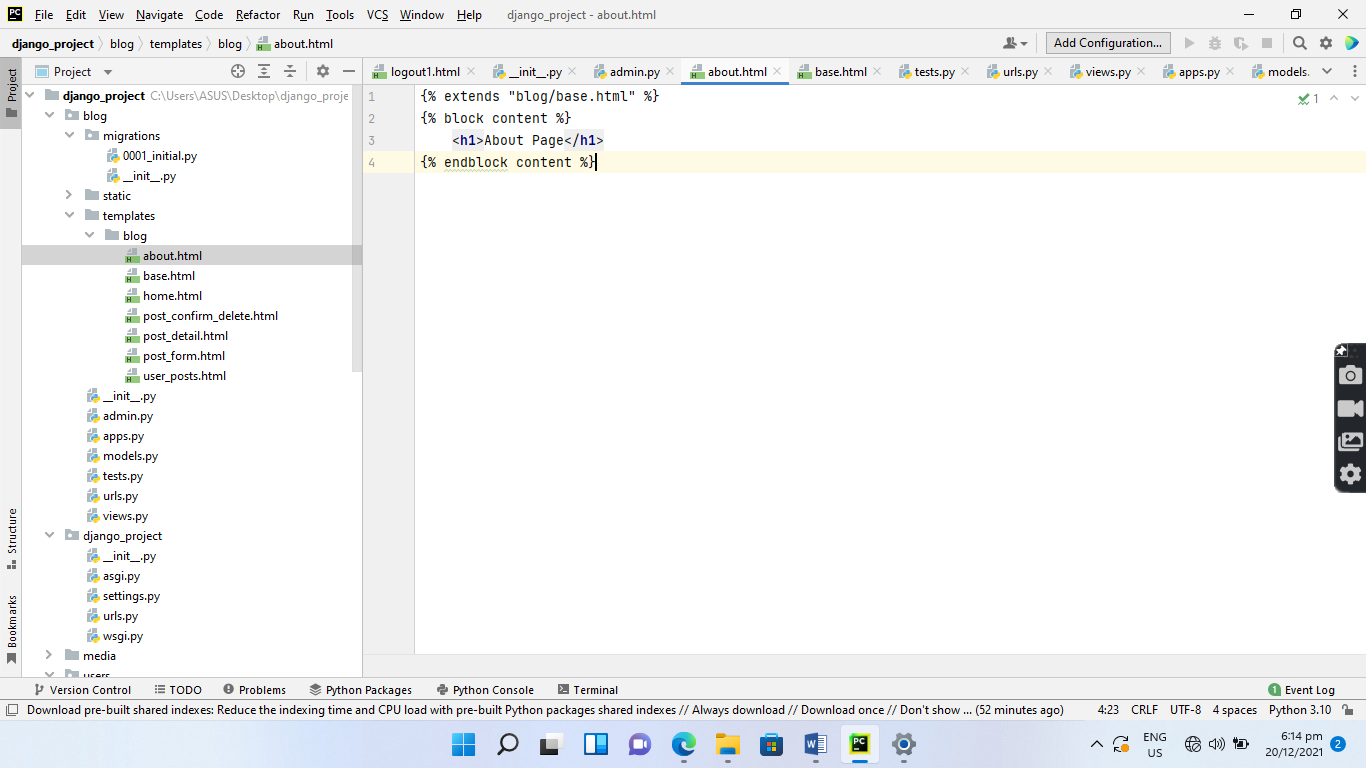 File Edit View Navigate Code Refactor Run Tools VCS Window Help django_project - about.html
django_project blog templates blog about.html Add Configuration...
Project logout1.html __init__.py admin.py about.html base.html tests.py urls.py views.py apps.py models.
Project
django_project C:\Users\ASUS\Desktop\django_proje
blog
migrations
0001_initial.py
__init__.py
static
templates
blog
about.html
base.html
home.html
post_confirm_delete.html
post_detail.html
post_form.html
user_posts.html
__init__.py
admin.py
apps.py
models.py
tests.py
urls.py
views.py
django_project
__init__.py
asgi.py
settings.py
urls.py
wsgi.py
media
users
1 {% extends "blog/base.html" %}
2 {% block content %}
3 <h1>About Page</h1>
4 {% endblock content %}
1
Structure
Bookmarks
Version Control TODO Problems Python Packages Python Console Terminal 1 Event Log
Download pre-built shared indexes: Reduce the indexing time and CPU load with pre-built Python packages shared indexes // Always download // Download once // Don't show ... (52 minutes ago) 4:23 CRLF UTF-8 4 spaces Python 3.10
ENG
US
6:14 pm
20/12/2021
2